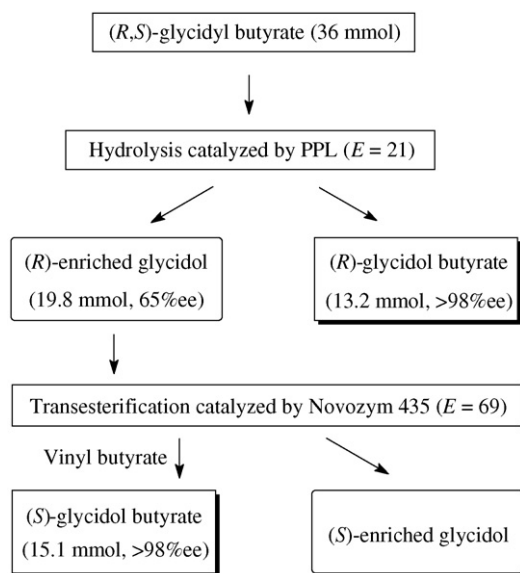 (R,S)-glycidyl butyrate (36 mmol)
Hydrolysis catalyzed by PPL (E = 21)
(R)-enriched glycidol
(19.8 mmol, 65%ee)
(R)-glycidol butyrate
(13.2 mmol, >98%ee)
Transesterification catalyzed by Novozym 435 (E = 69)
Vinyl butyrate
(S)-glycidol butyrate
(15.1 mmol, >98%ee)
(S)-enriched glycidol